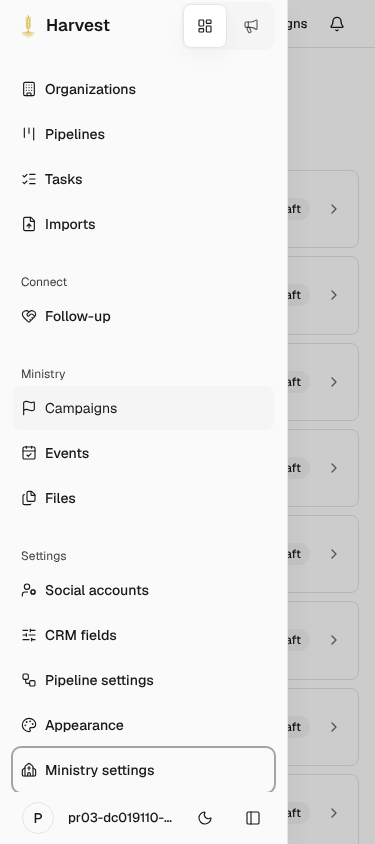 Harvest
gns
Organizations
Pipelines
Tasks
Imports
Connect
Follow-up
Ministry
Campaigns
Events
Files
Settings
Social accounts
CRM fields
Pipeline settings
Appearance
Ministry settings
P
pr03-dc019110-...
aft
aft
aft
aft
aft
aft
aft
aft